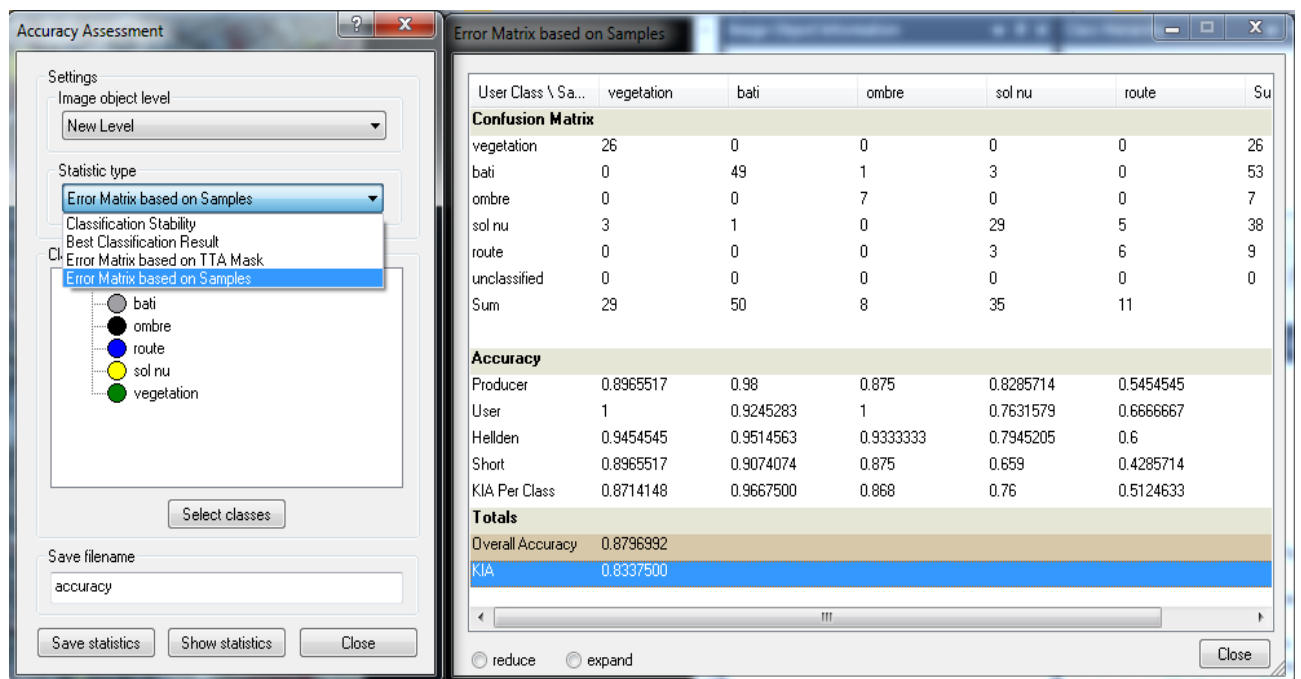 Accuracy Assessment
Settings
Image object level
New Level
Statistic type
Error Matrix based on Samples
Classification Stability
Best Classification Result
Error Matrix based on TTA Mask
Error Matrix based on Samples
Cl
bati
ombre
route
sol nu
vegetation
Select classes
Save filename
accuracy
Save statistics Show statistics Close
Error Matrix based on Samples
User Class \ Sa... vegetation bati ombre sol nu route Su
Confusion Matrix
vegetation 26 0 0 0 0 26
bati 0 49 1 3 0 53
ombre 0 0 7 0 0 7
sol nu 3 1 0 29 5 38
route 0 0 0 3 6 9
unclassified 0 0 0 0 0 0
Sum 29 50 8 35 11
Accuracy
Producer 0.8965517 0.98 0.875 0.8285714 0.5454545
User 1 0.9245283 1 0.7631579 0.6666667
Hellden 0.9454545 0.9514563 0.9333333 0.7945205 0.6
Short 0.8965517 0.9074074 0.875 0.659 0.4285714
KIA Per Class 0.8714148 0.9667500 0.868 0.76 0.5124633
Totals
Overall Accuracy 0.8796992
KIA 0.8337500
reduce expand Close